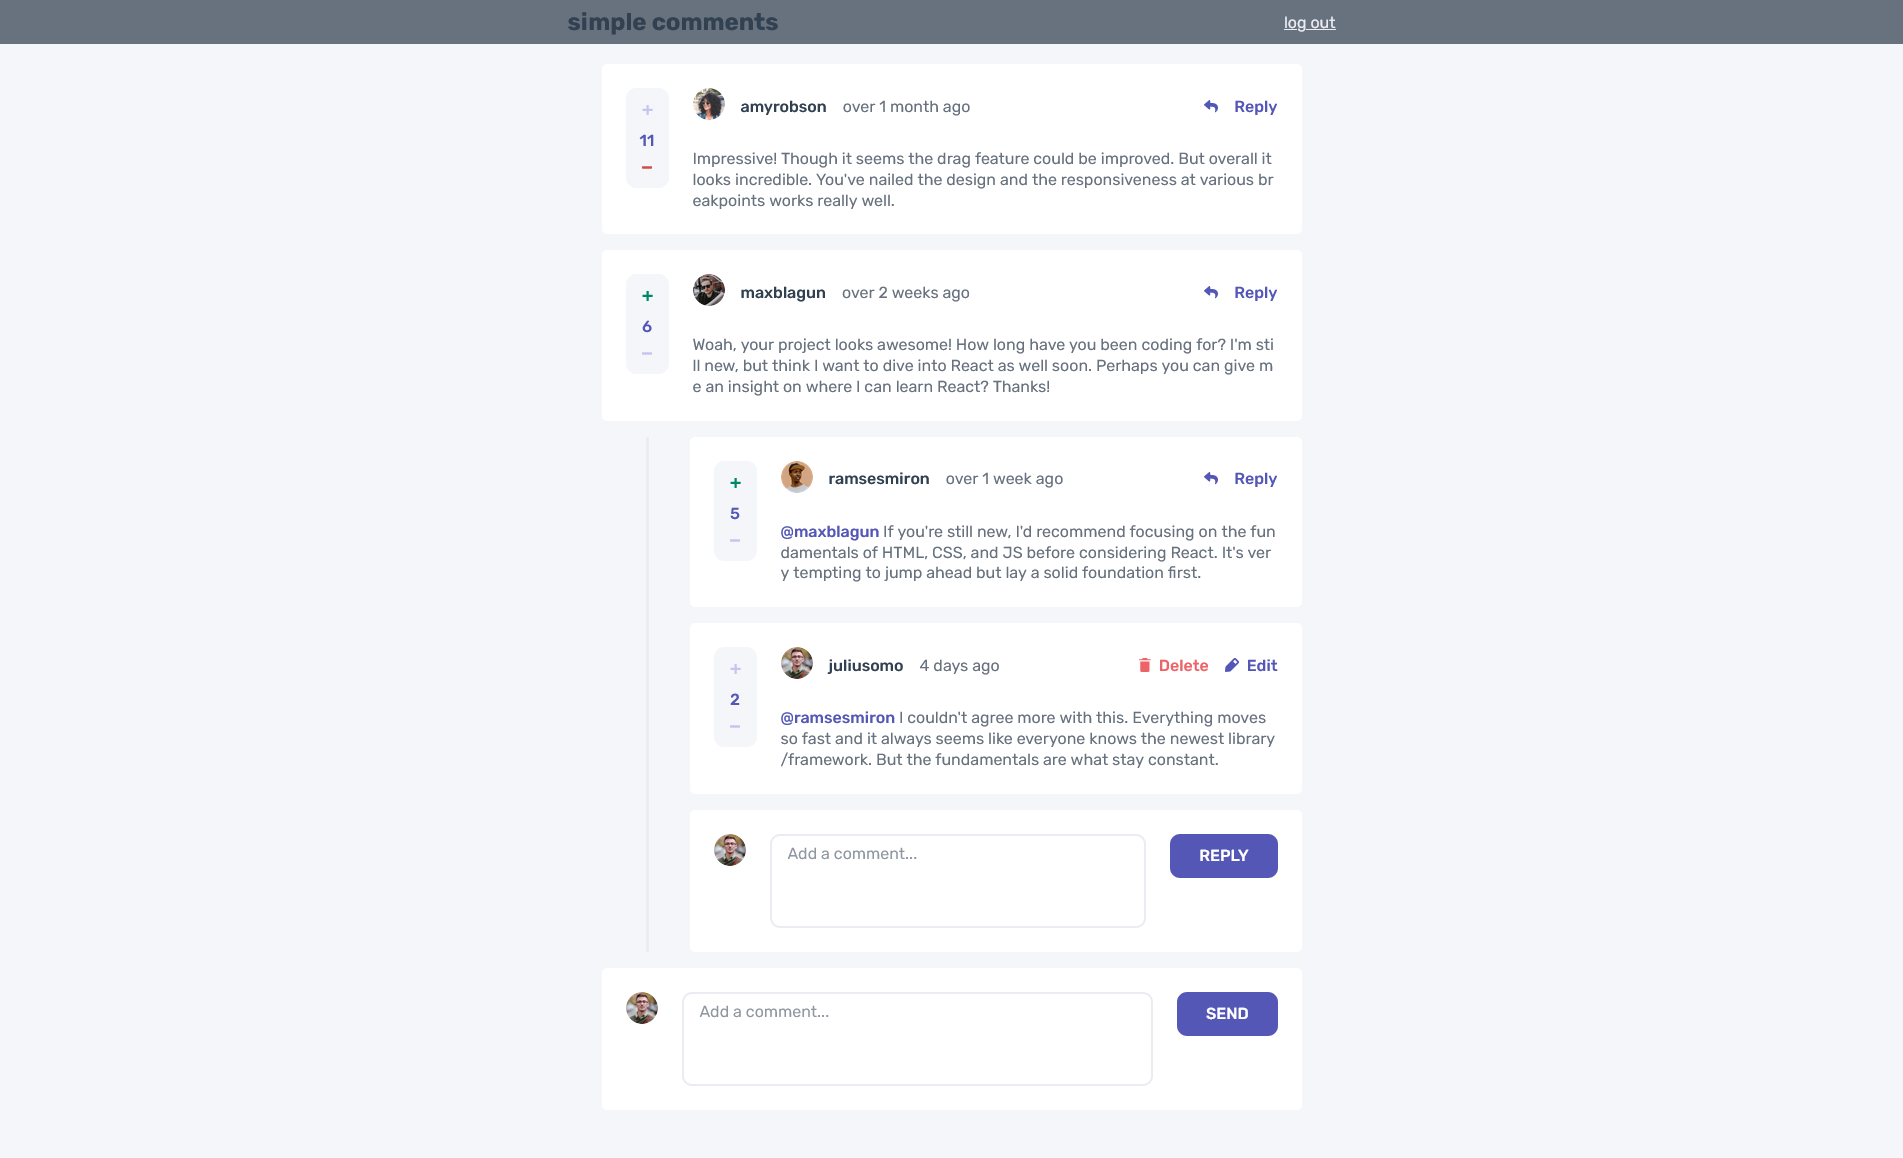 simple comments
log out
+
11
−
amyrobson over 1 month ago
Reply
Impressive! Though it seems the drag feature could be improved. But overall it
looks incredible. You've nailed the design and the responsiveness at various br
eakpoints works really well.
+
6
−
maxblagun over 2 weeks ago
Reply
Woah, your project looks awesome! How long have you been coding for? I'm sti
ll new, but think I want to dive into React as well soon. Perhaps you can give m
e an insight on where I can learn React? Thanks!
+
5
−
ramsesmiron over 1 week ago
Reply
@maxblagun If you're still new, I'd recommend focusing on the fun
damentals of HTML, CSS, and JS before considering React. It's ver
y tempting to jump ahead but lay a solid foundation first.
+
2
−
juliusomo 4 days ago
Delete Edit
@ramsesmiron I couldn't agree more with this. Everything moves
so fast and it always seems like everyone knows the newest library
/framework. But the fundamentals are what stay constant.
Add a comment...
REPLY
Add a comment...
SEND